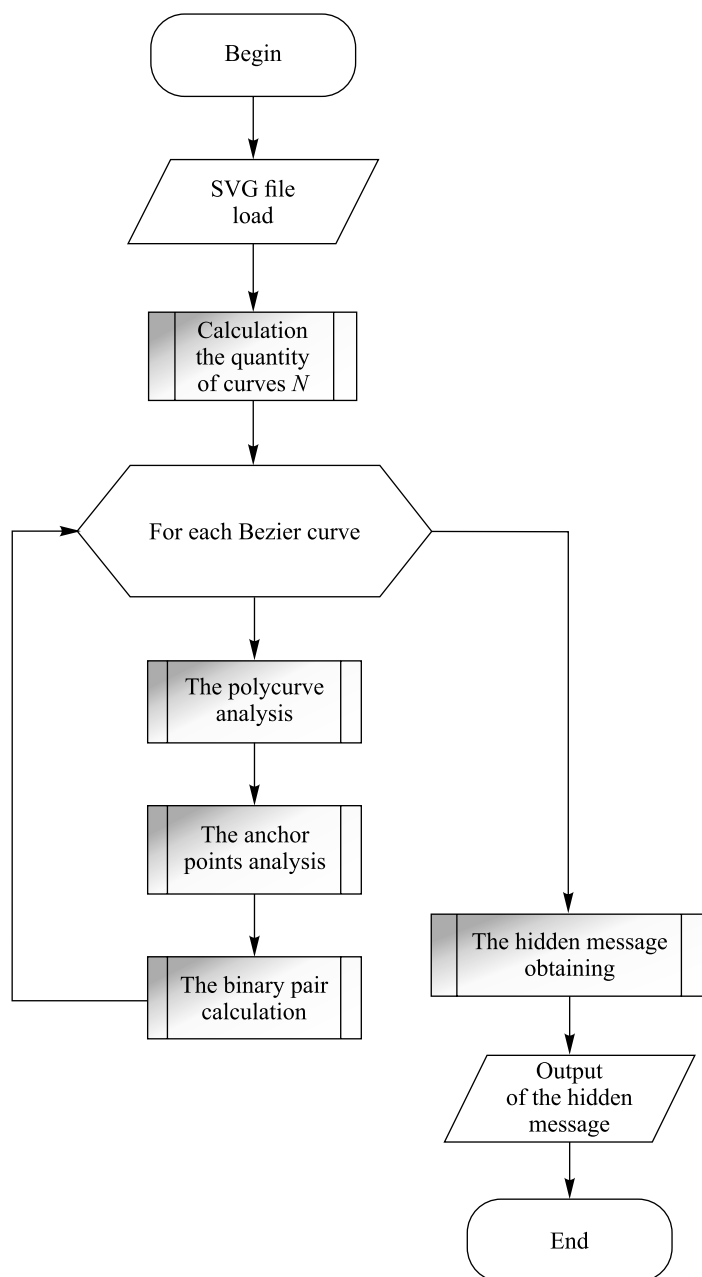 Begin
SVG file
load
Calculation
the quantity
of curves N
For each Bezier curve
The polycurve
analysis
The anchor
points analysis
The binary pair
calculation
The hidden message
obtaining
Output
of the hidden
message
End